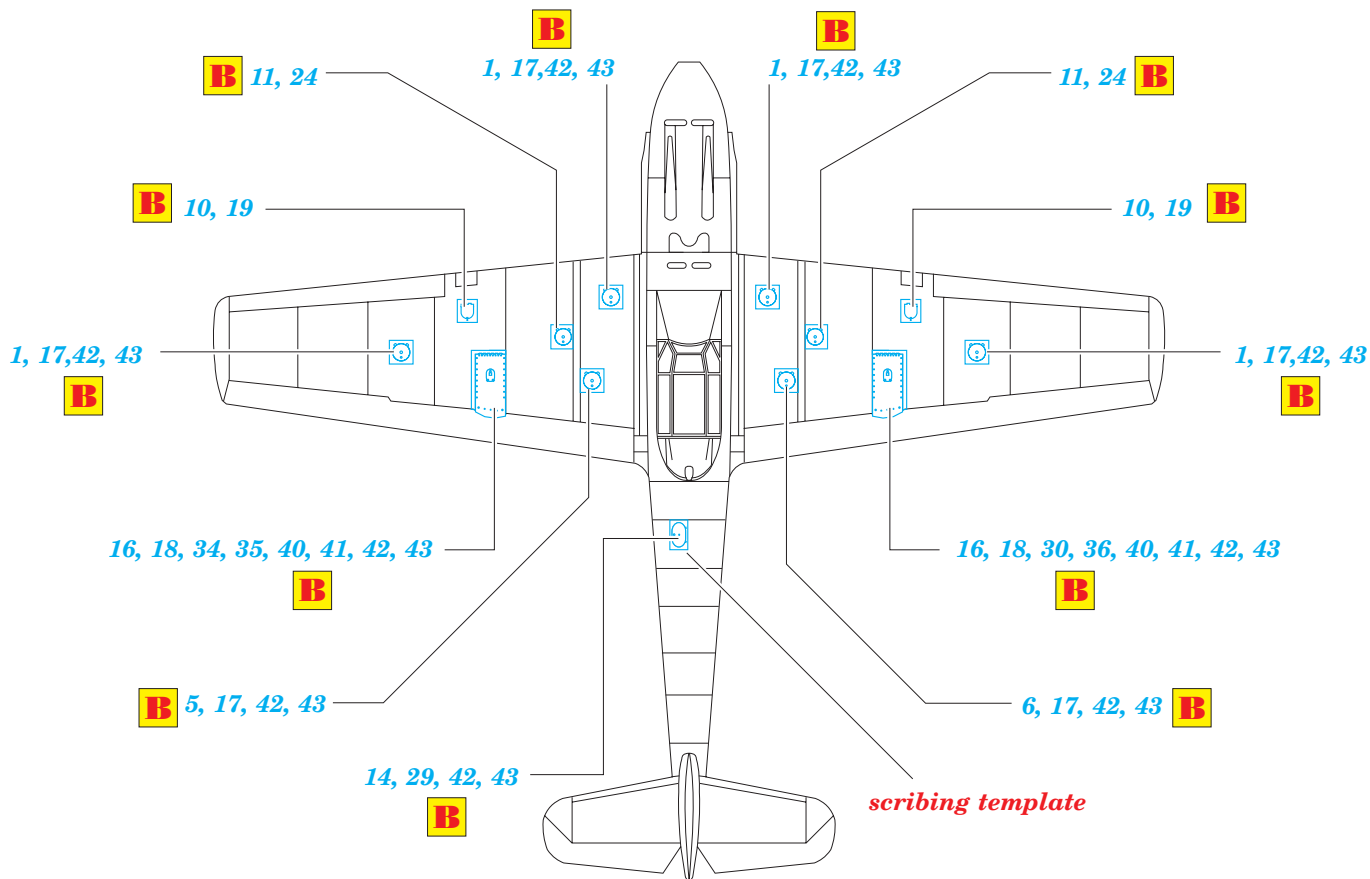 B
B
B 11, 24
1, 17,42, 43
1, 17,42, 43
11, 24 B
B 10, 19
10, 19 B
1, 17,42, 43
B
1, 17,42, 43
B
16, 18, 34, 35, 40, 41, 42, 43
B
16, 18, 30, 36, 40, 41, 42, 43
B
B 5, 17, 42, 43
6, 17, 42, 43 B
14, 29, 42, 43
B
scribing template